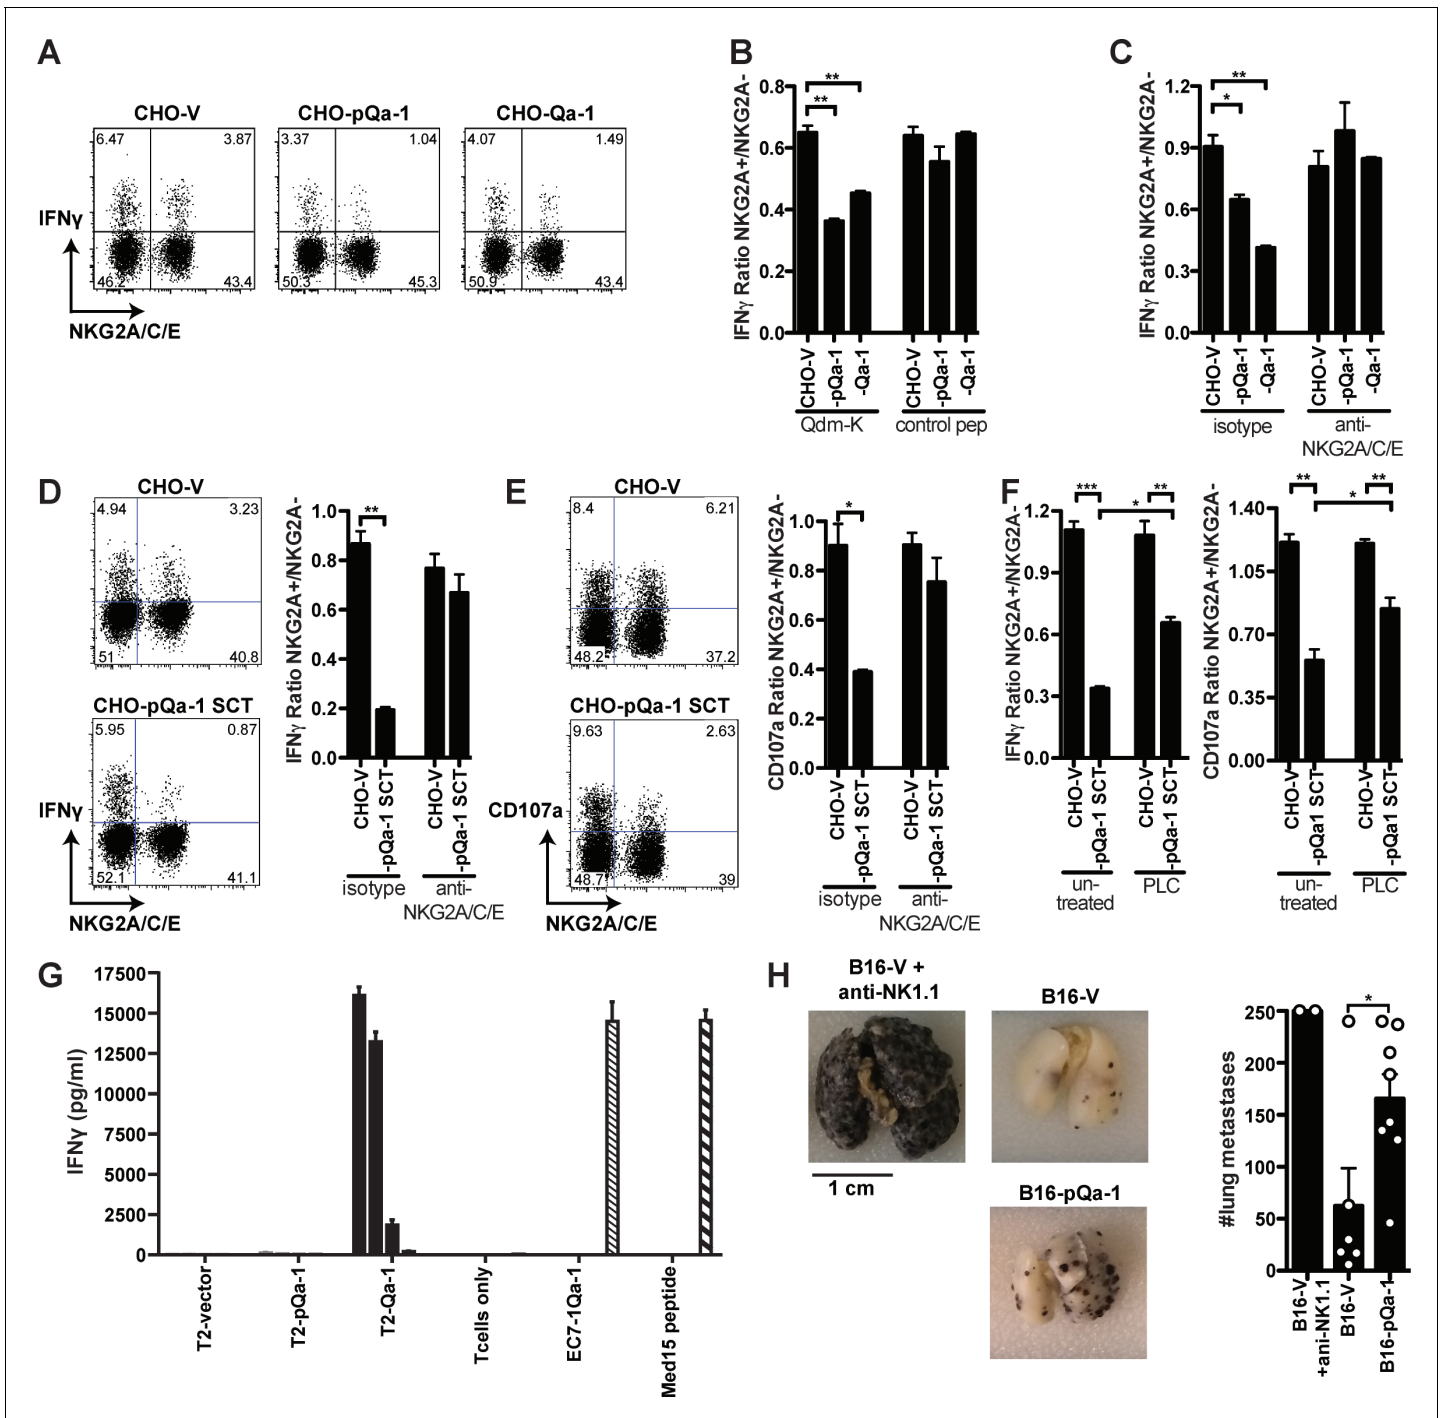 A
CHO-V
CHO-pQa-1
CHO-Qa-1
6.47
3.87
3.37
1.04
4.07
1.49
IFNγ
46.2
43.4
50.3
45.3
50.9
43.4
NKG2A/C/E
B
IFNγ Ratio NKG2A+/NKG2A-
0.8
0.6
0.4
0.2
0.0
**
**
CHO-V
-pQa-1
-Qa-1
CHO-V
-pQa-1
-Qa-1
Qdm-K
control pep
C
IFNγ Ratio NKG2A+/NKG2A-
1.2
0.9
0.6
0.3
0.0
**
*
CHO-V
-pQa-1
-Qa-1
CHO-V
-pQa-1
-Qa-1
isotype
anti-
NKG2A/C/E
D
CHO-V
4.94
3.23
51
40.8
CHO-pQa-1 SCT
5.95
0.87
IFNγ
52.1
41.1
NKG2A/C/E
IFNγ Ratio NKG2A+/NKG2A-
1.0
0.8
0.6
0.4
0.2
0.0
**
CHO-V
-pQa-1 SCT
CHO-V
-pQa-1 SCT
isotype
anti-
NKG2A/C/E
E
CHO-V
8.4
6.21
48.2
37.2
CHO-pQa-1 SCT
9.63
2.63
CD107a
48.7
39
NKG2A/C/E
CD107a Ratio NKG2A+/NKG2A-
1.0
0.8
0.6
0.4
0.2
0.0
*
CHO-V
-pQa-1 SCT
CHO-V
-pQa-1 SCT
isotype
anti-
NKG2A/C/E
F
IFNγ Ratio NKG2A+/NKG2A-
1.2
0.9
0.6
0.3
0.0
***
**
*
CHO-V
-pQa-1 SCT
CHO-V
-pQa-1 SCT
un-
treated
PLC
CD107a Ratio NKG2A+/NKG2A-
1.40
1.05
0.70
0.35
0.00
**
**
*
CHO-V
-pQa1 SCT
CHO-V
-pQa-1 SCT
un-
treated
PLC
G
IFNγ (pg/ml)
17500
15000
12500
10000
7500
5000
2500
0
T2-vector
T2-pQa-1
T2-Qa-1
Tcells only
EC7-1Qa-1
Med15 peptide
H
B16-V +
anti-NK1.1
B16-V
1 cm
B16-pQa-1
#lung metastases
250
200
150
100
50
0
*
B16-V
+ani-NK1.1
B16-V
B16-pQa-1